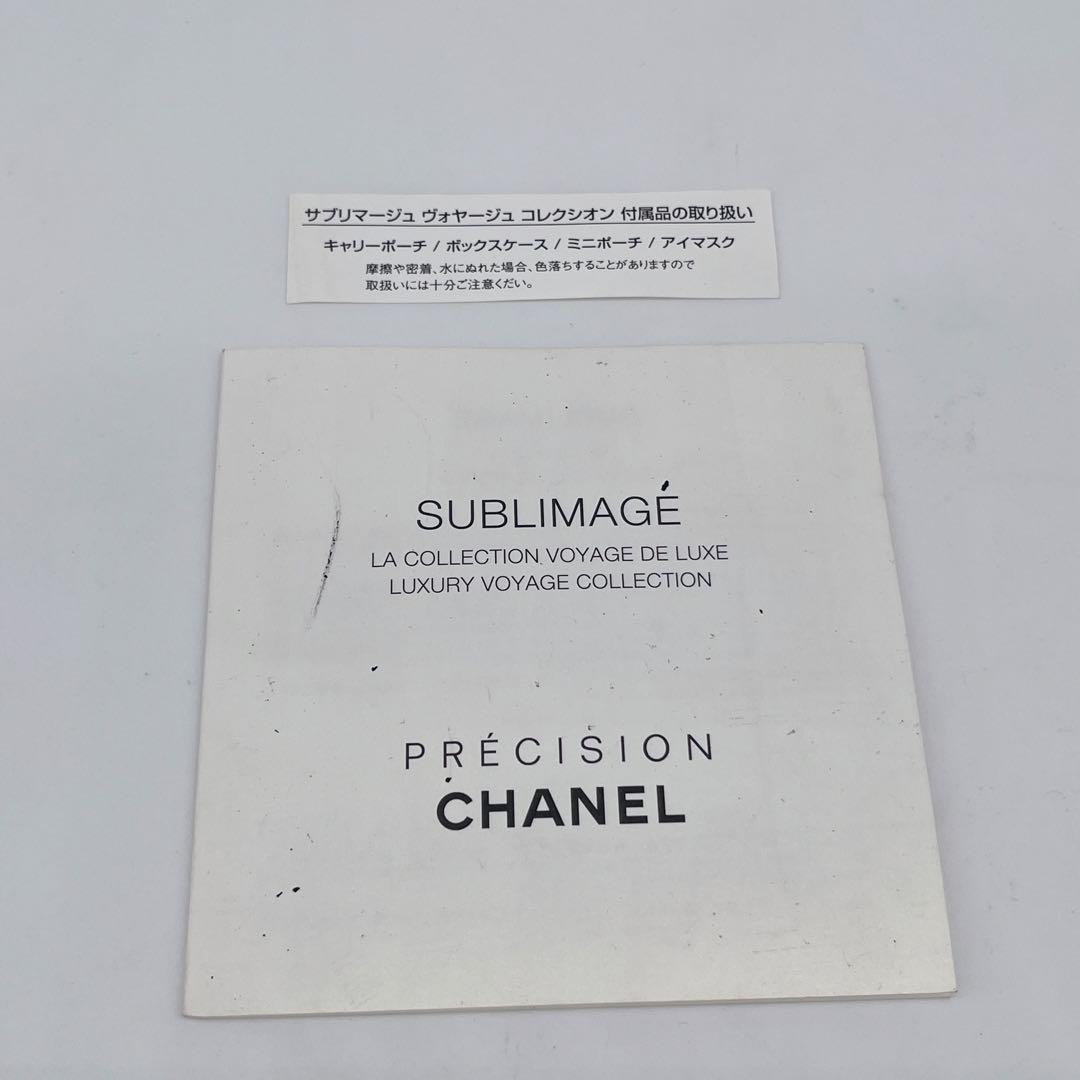 サブリマージュ ヴォヤージュ コレクシオン 付属品の取り扱い
キャリーポーチ / ボックスケース / ミニポーチ / アイマスク
摩擦や密着、水にぬれた場合、色落ちすることがありますので
取扱いには十分ご注意くだい。
SUBLIMAGE
LA COLLECTION VOYAGE DE LUXE
LUXURY VOYAGE COLLECTION
PRÉCISION
CHANEL